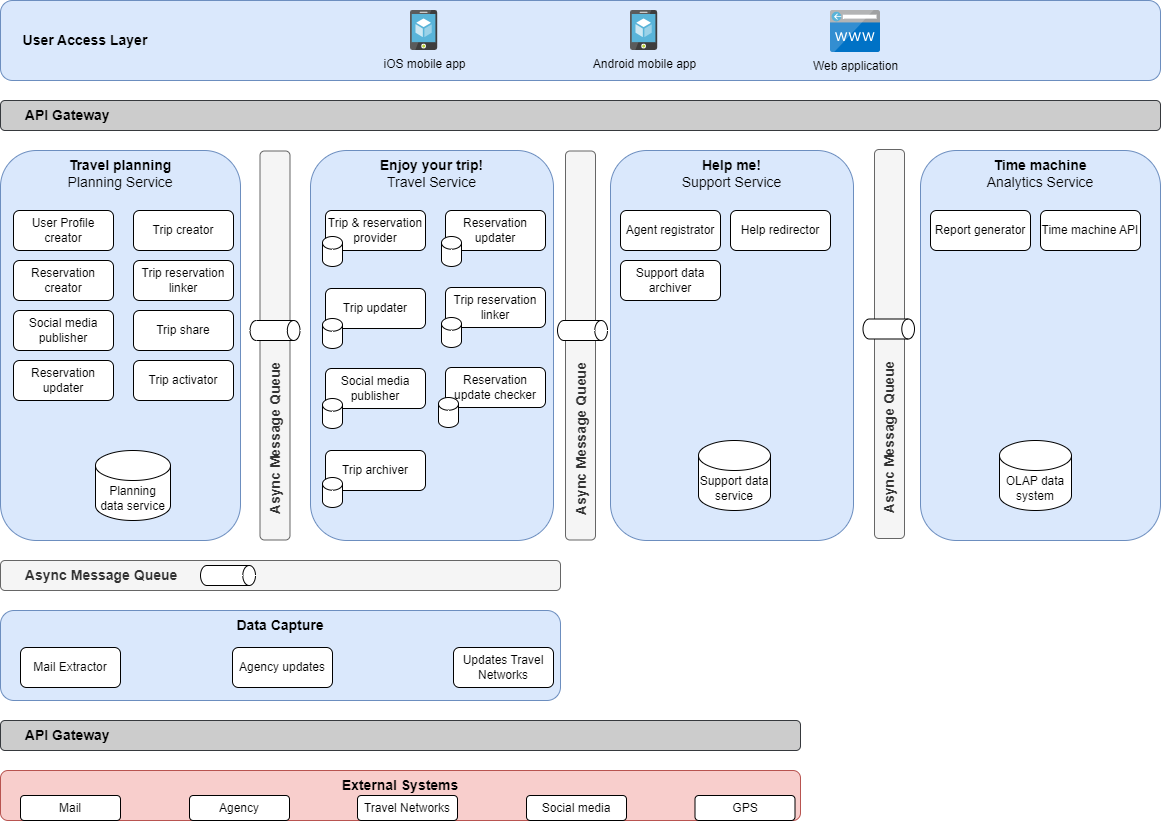 User Access Layer
iOS mobile app
Android mobile app
WWW
Web application
API Gateway
Travel planning
Planning Service
User Profile
creator
Trip creator
Reservation
creator
Trip reservation
linker
Social media
publisher
Trip share
Reservation
updater
Trip activator
Planning
data service
Async Message Queue
Enjoy your trip!
Travel Service
Trip & reservation
provider
Reservation
updater
Trip updater
Trip reservation
linker
Social media
publisher
Reservation
update checker
Trip archiver
Async Message Queue
Help me!
Support Service
Agent registrator
Help redirector
Support data
archiver
Support data
service
Async Message Queue
Time machine
Analytics Service
Report generator
Time machine API
OLAP data
system
Async Message Queue
Data Capture
Mail Extractor
Agency updates
Updates Travel
Networks
API Gateway
External Systems
Mail
Agency
Travel Networks
Social media
GPS